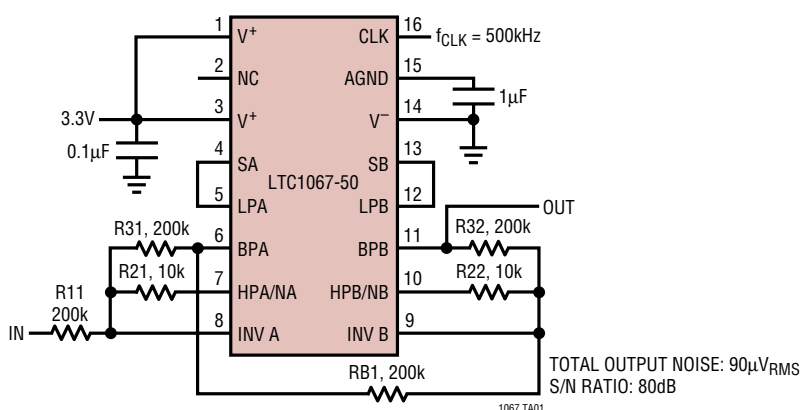 1
V+
CLK
16
fCLK = 500kHz
2
NC
AGND
15
1μF
3.3V
3
V+
V−
14
0.1μF
4
SA
SB
13
LTC1067-50
5
LPA
LPB
12
OUT
R31, 200k
6
BPA
BPB
11
R32, 200k
R21, 10k
7
HPA/NA
HPB/NB
10
R22, 10k
R11
200k
IN
8
INV A
INV B
9
RB1, 200k
TOTAL OUTPUT NOISE: 90μVRMS
S/N RATIO: 80dB
1067 TA01